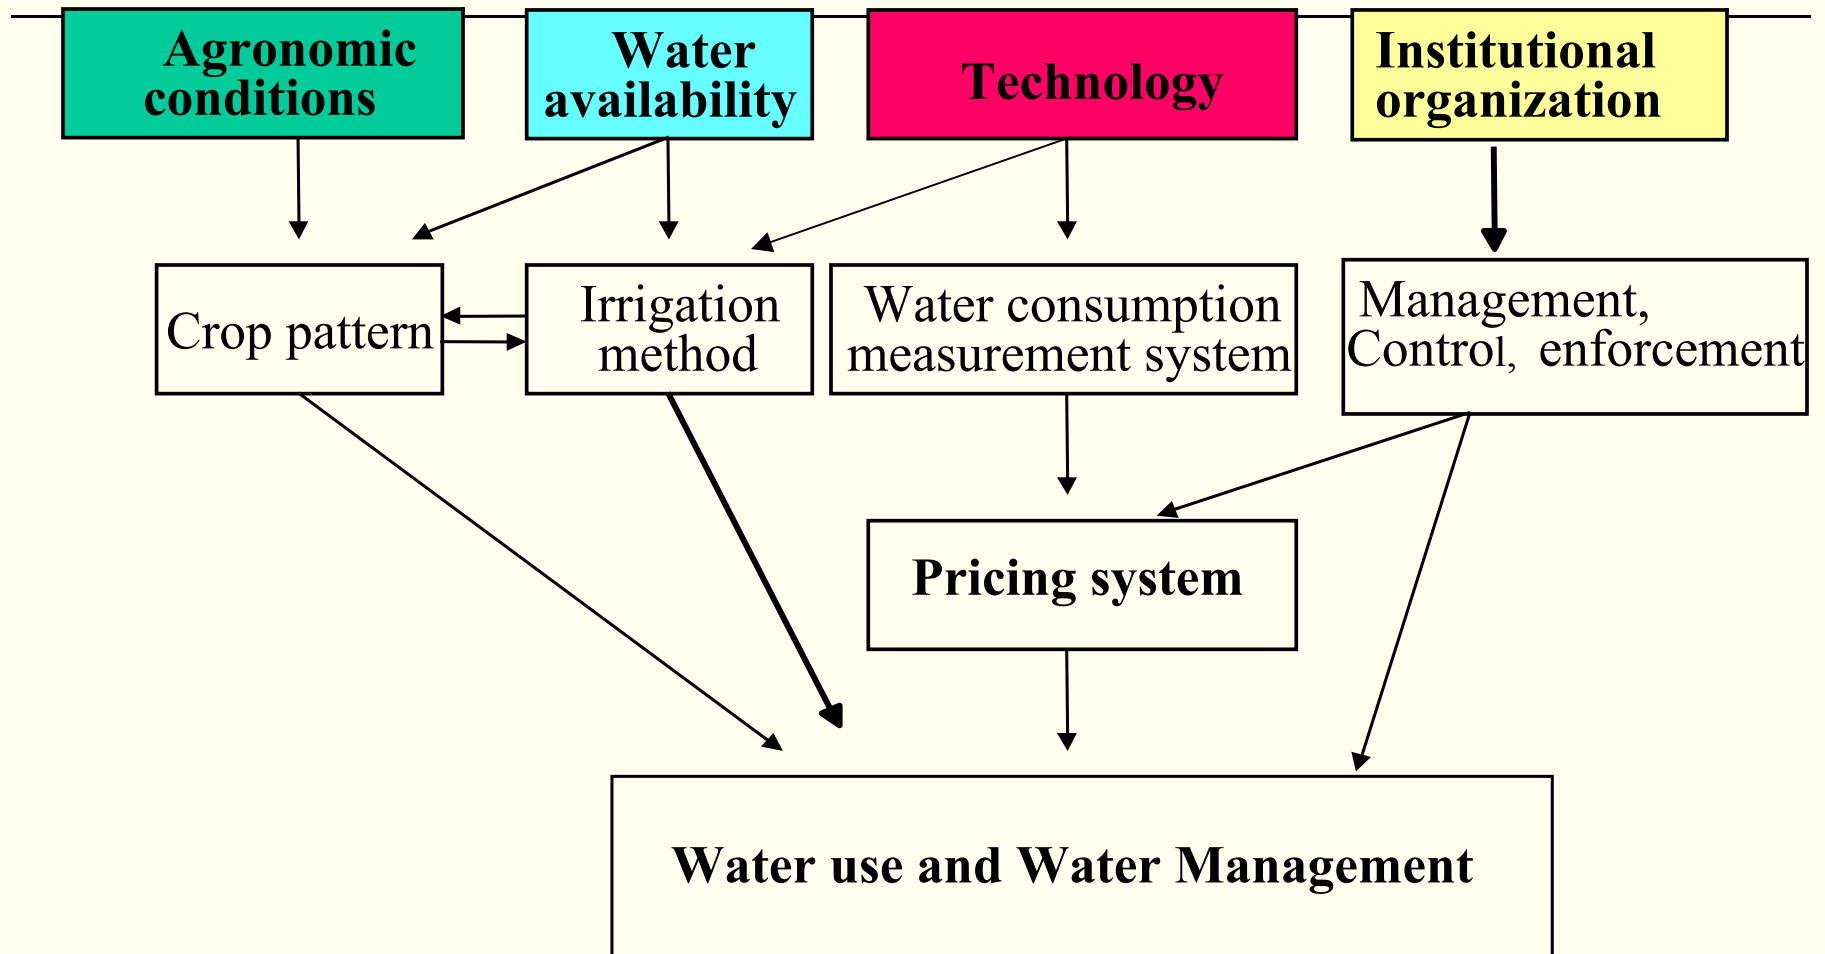 Agronomic
conditions
Water
availability
Technology
Institutional
organization
Crop pattern
Irrigation
method
Water consumption
measurement system
Management,
Control, enforcement
Pricing system
Water use and Water Management